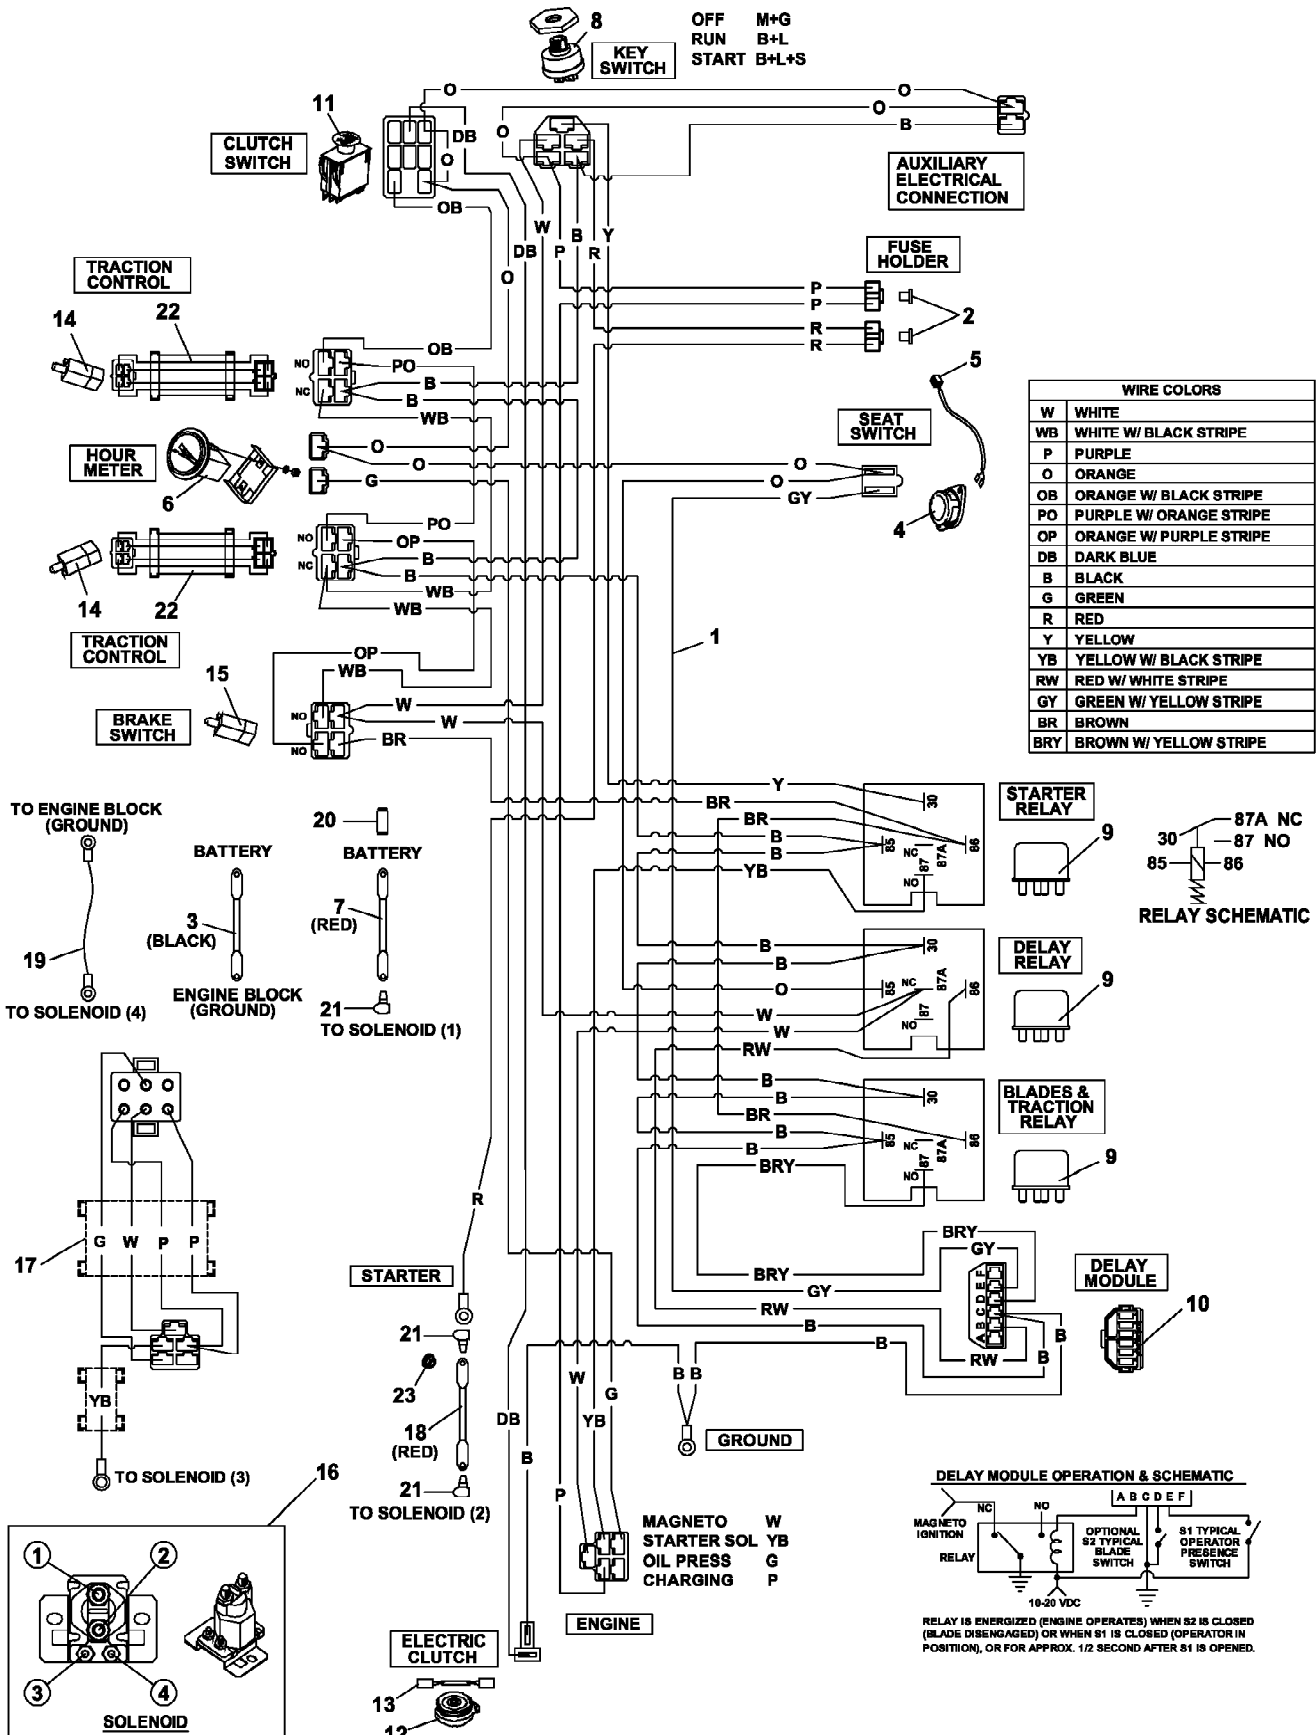 8
OFF M+G
RUN B+L
START B+L+S
KEY
SWITCH
11
CLUTCH
SWITCH
O
DB
O
OB
O
O
O
B
AUXILIARY
ELECTRICAL
CONNECTION
W
DB
P
B
R
Y
O
FUSE
HOLDER
P
P
R
R
2
TRACTION
CONTROL
14
22
NO
NC
OB
PO
B
B
WB
5
SEAT
SWITCH
HOUR
METER
6
O
O
G
O
O
GY
4
WIRE COLORS
W WHITE
WB WHITE W/ BLACK STRIPE
P PURPLE
O ORANGE
OB ORANGE W/ BLACK STRIPE
PO PURPLE W/ ORANGE STRIPE
OP ORANGE W/ PURPLE STRIPE
DB DARK BLUE
B BLACK
G GREEN
R RED
Y YELLOW
YB YELLOW W/ BLACK STRIPE
RW RED W/ WHITE STRIPE
GY GREEN W/ YELLOW STRIPE
BR BROWN
BRY BROWN W/ YELLOW STRIPE
NO
NC
PO
OP
B
B
WB
WB
14
22
TRACTION
CONTROL
1
OP
WB
15
BRAKE
SWITCH
NO
NO
W
W
BR
TO ENGINE BLOCK
(GROUND)
19
TO SOLENOID (4)
BATTERY
3
(BLACK)
ENGINE BLOCK
(GROUND)
20
BATTERY
7
(RED)
21
TO SOLENOID (1)
Y
BR
BR
B
B
YB
30
85
NC
87A
87
NO
86
STARTER
RELAY
9
30
87A NC
87 NO
85
86
RELAY SCHEMATIC
B
B
O
W
W
RW
30
85
NC
87A
87
NO
86
DELAY
RELAY
9
B
B
BR
B
B
BRY
30
85
NC
87A
87
NO
86
BLADES &
TRACTION
RELAY
9
17
G
W
P
P
YB
TO SOLENOID (3)
R
STARTER
21
23
18
(RED)
21
TO SOLENOID (2)
BRY
GY
BRY
GY
RW
B
B
F
E
D
C
B
A
RW
B
B
DELAY
MODULE
10
DB
B
P
W
YB
G
B B
GROUND
16
1
2
3
4
SOLENOID
MAGNETO W
STARTER SOL YB
OIL PRESS G
CHARGING P
ENGINE
ELECTRIC
CLUTCH
13
12
DELAY MODULE OPERATION & SCHEMATIC
A B C D E F
NC
NO
MAGNETO
IGNITION
RELAY
OPTIONAL
S2 TYPICAL
BLADE
SWITCH
S1 TYPICAL
OPERATOR
PRESENCE
SWITCH
10-20 VDC
RELAY IS ENERGIZED (ENGINE OPERATES) WHEN S2 IS CLOSED
(BLADE DISENGAGED) OR WHEN S1 IS CLOSED (OPERATOR IN
POSITIION), OR FOR APPROX. 1/2 SECOND AFTER S1 IS OPENED.